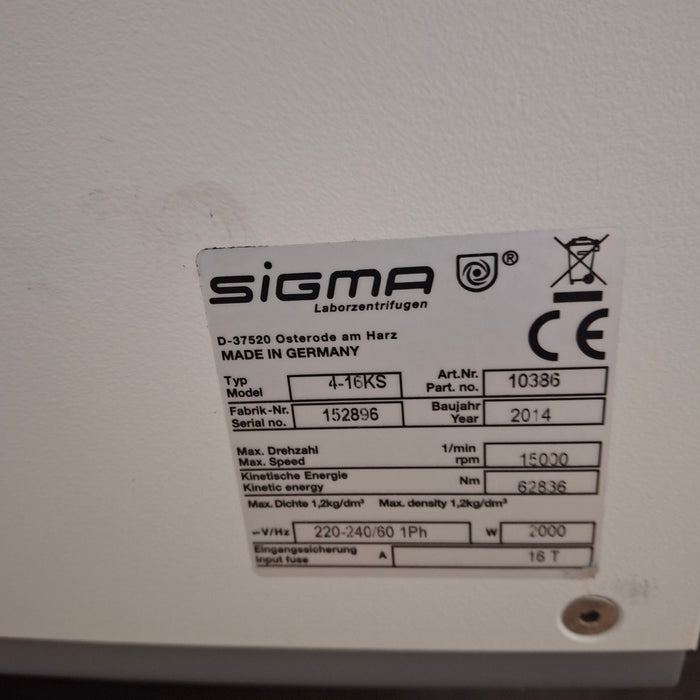 SIGMA ®
Laborzentrifugen
D-37520 Osterode am Harz
MADE IN GERMANY
CE
Typ
Model
4-16KS
Art.Nr.
Part. no.
10386
Fabrik-Nr.
Serial no.
152896
Baujahr
Year
2014
Max. Drehzahl
Max. Speed
1/min
rpm
15000
Kinetische Energie
Kinetic energy
Nm
62836
Max. Dichte 1,2kg/dm³ Max. density 1,2kg/dm³
~V/Hz 220-240/60 1Ph W 2000
Eingangssicherung
Input fuse
A 16 T